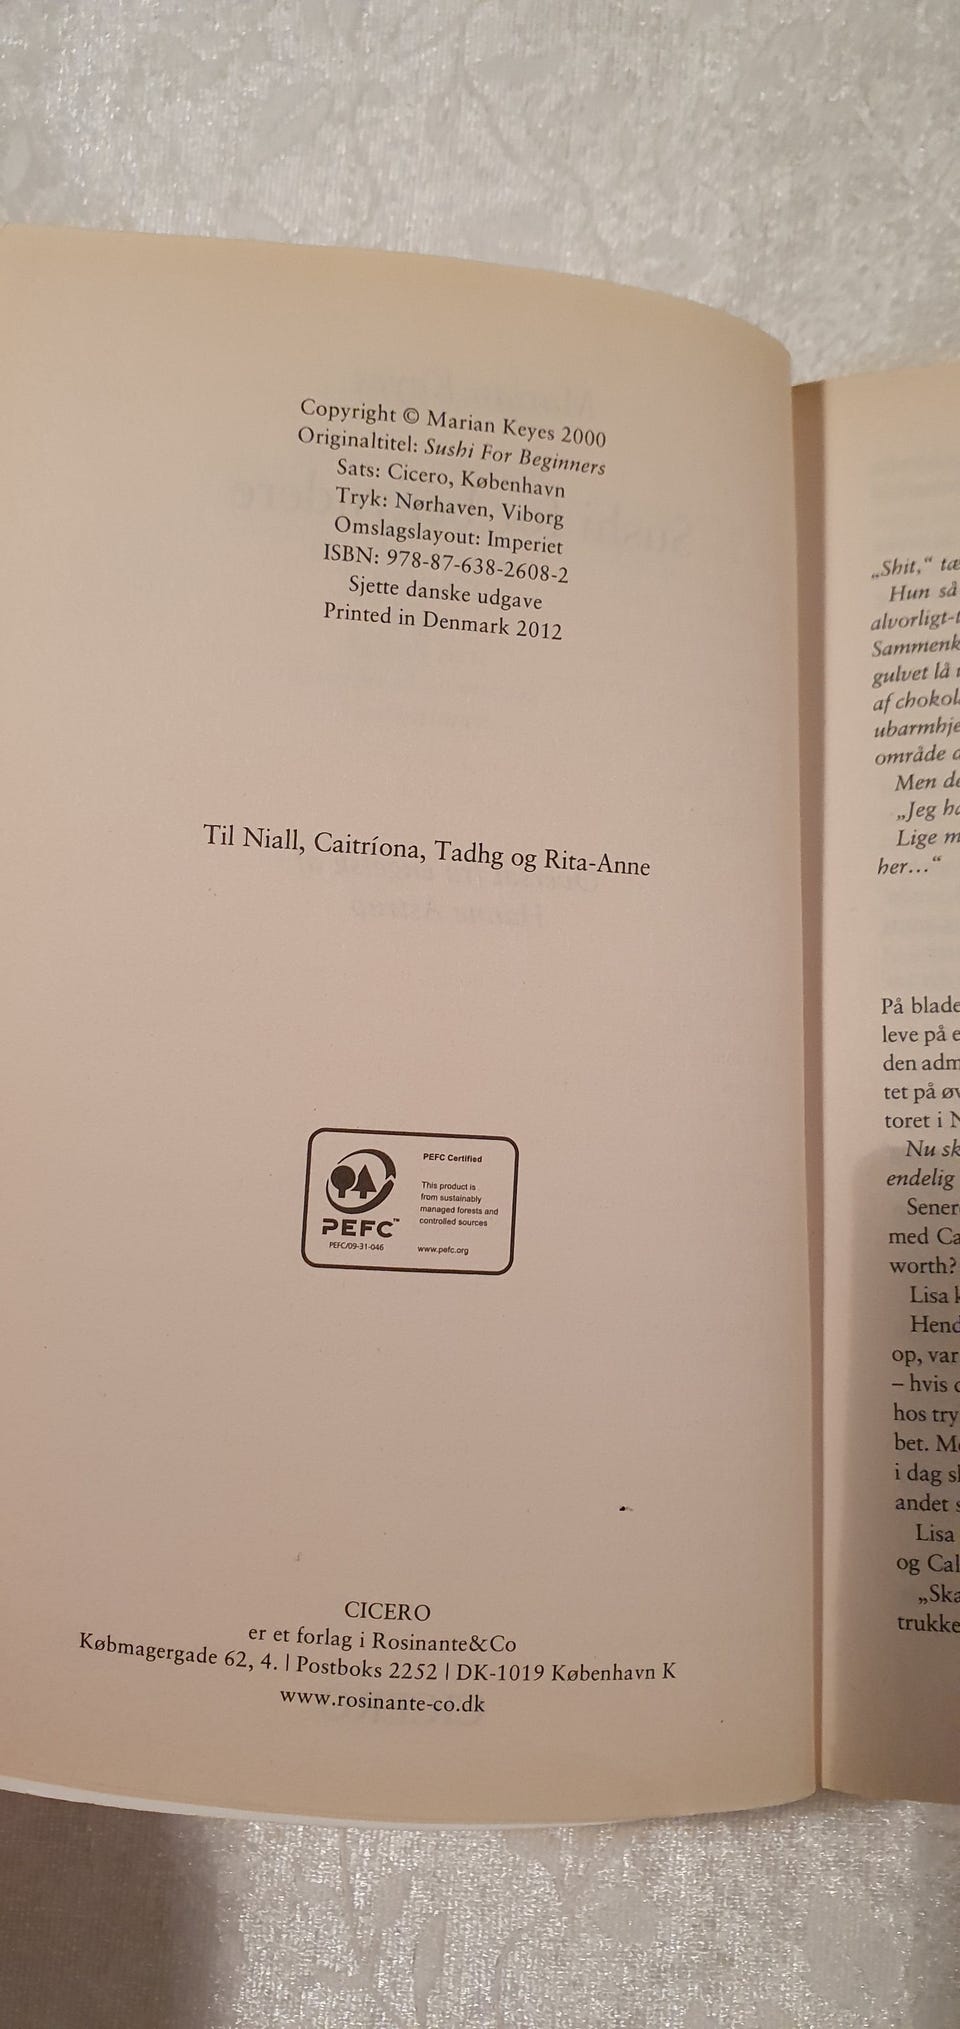 Copyright © Marian Keyes 2000
Originaltitel: Sushi For Beginners
Sats: Cicero, København
Tryk: Nørhaven, Viborg
Omslagslayout: Imperiet
ISBN: 978-87-638-2608-2
Sjette danske udgave
Printed in Denmark 2012
Til Niall, Caitríona, Tadhg og Rita-Anne
PEFC Certified
This product is
from sustainably
managed forests and
controlled sources
www.pefc.org
PEFC™
PEFC/09-31-046
CICERO
er et forlag i Rosinante&Co
Købmagergade 62, 4. | Postboks 2252 | DK-1019 København K
www.rosinante-co.dk
„Shit,“
Hun så
alvorligt-
Sammenk
gulvet lå
af chokol
ubarmhje
område
Men
„Jeg
Lige
her…“
På blade
leve på
den adm
tet på
toret i
Nu
endelig
Sener
med
worth?
Lisa
Hend
op, var
– hvis
hos try
bet.
i dag
andet
Lisa
og Cal
„Ska
trukke